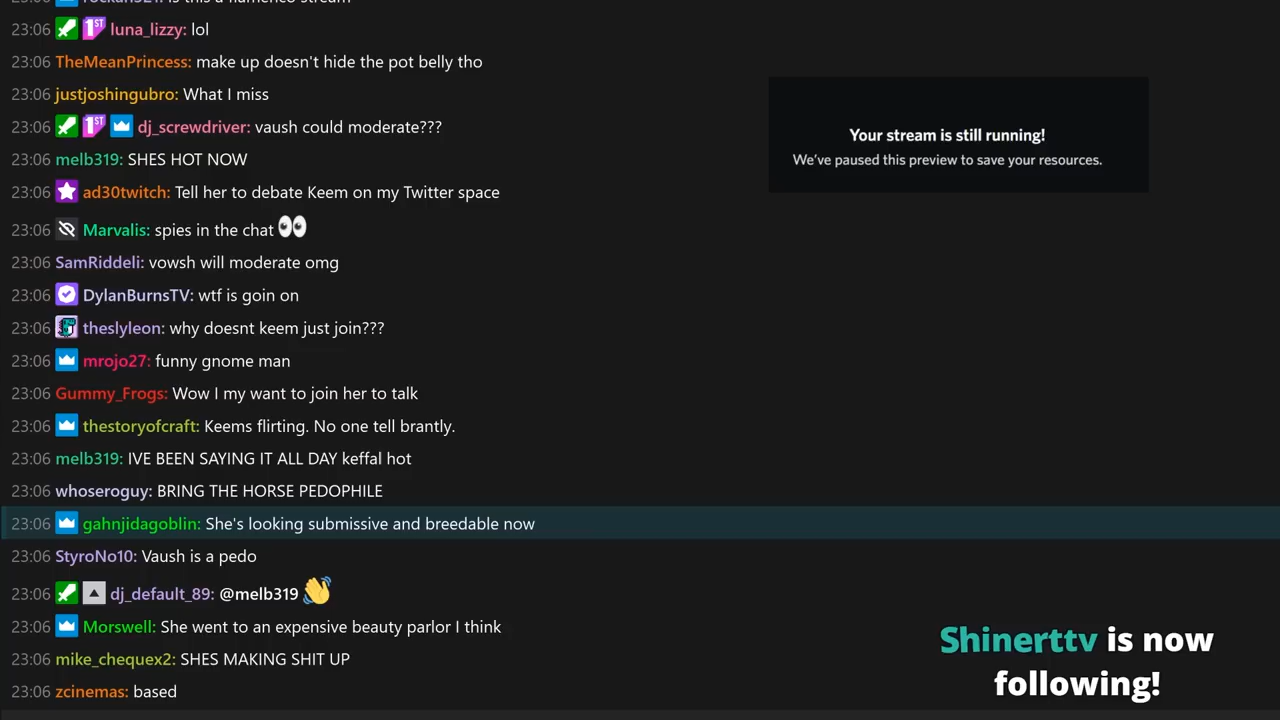 luna_lizzy: lol
23:06 1ST luna_lizzy: lol
23:06 TheMeanPrincess: make up doesn't hide the pot belly tho
23:06 justjoshingubro: What I miss
23:06 1ST dj_screwdriver: vaush could moderate???
23:06 melb319: SHES HOT NOW
23:06 ad30twitch: Tell her to debate Keem on my Twitter space
23:06 Marvalis: spies in the chat
23:06 SamRiddeli: vowsh will moderate omg
23:06 DylanBurnsTV: wtf is goin on
23:06 theslyleon: why doesnt keem just join???
23:06 mrojo27: funny gnome man
23:06 Gummy_Frogs: Wow I my want to join her to talk
23:06 thestoryofcraft: Keems flirting. No one tell brantly.
23:06 melb319: IVE BEEN SAYING IT ALL DAY keffal hot
23:06 whoseroguy: BRING THE HORSE PEDOPHILE
23:06 gahnjidagoblin: She's looking submissive and breedable now
23:06 StyroNo10: Vaush is a pedo
23:06 dj_default_89: @melb319
23:06 Morswell: She went to an expensive beauty parlor I think
23:06 mike_chequex2: SHES MAKING SHIT UP
23:06 zcinemas: based
Your stream is still running!
We've paused this preview to save your resources.
Shinerttv is now
following!